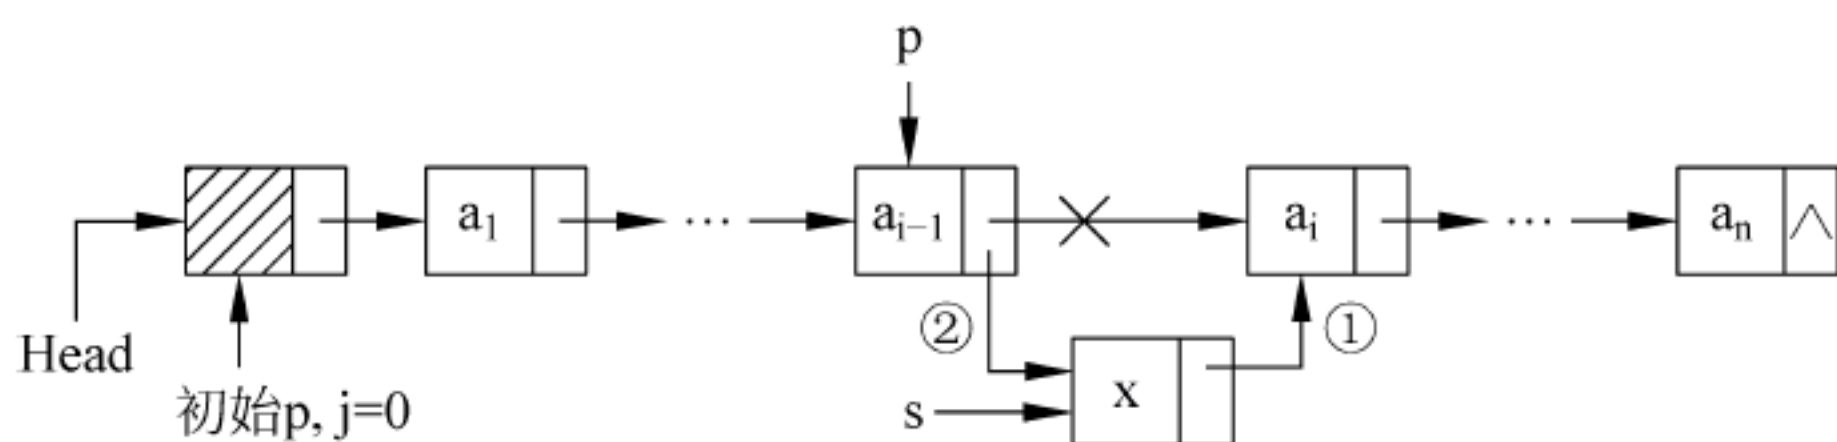 p
a₁ ⋯ aᵢ₋₁ aᵢ ⋯ aₙ ∧
② ①
Head
x
初始p, j=0
s